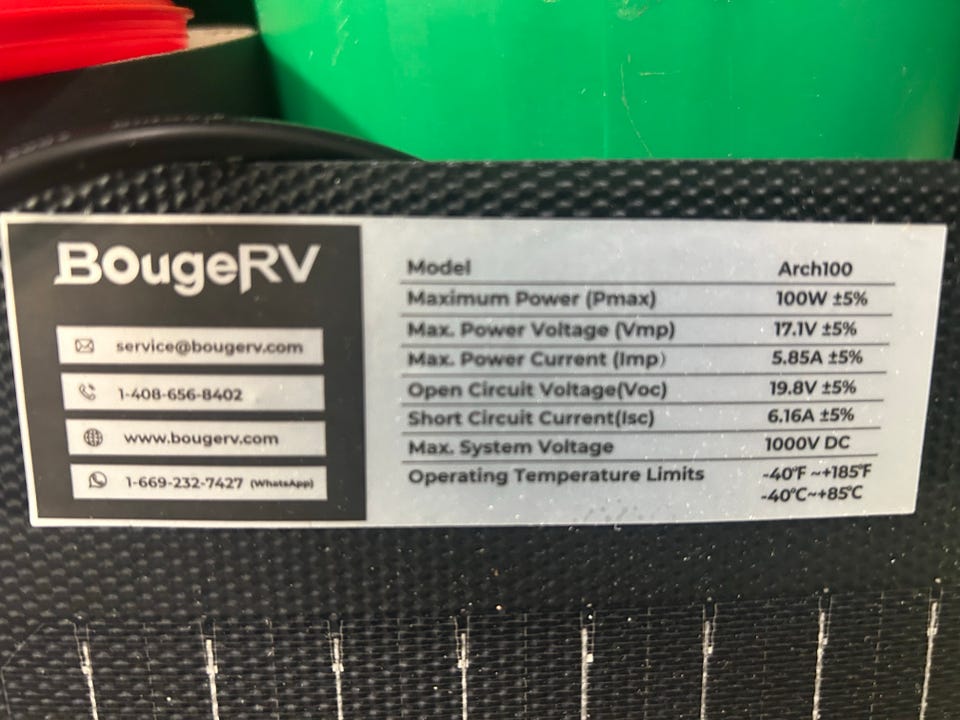 BougeRV
service@bougerv.com
1-408-656-8402
www.bougerv.com
1-669-232-7427 (WhatsApp)
Model Arch100
Maximum Power (Pmax) 100W ±5%
Max. Power Voltage (Vmp) 17.1V ±5%
Max. Power Current (Imp) 5.85A ±5%
Open Circuit Voltage(Voc) 19.8V ±5%
Short Circuit Current(Isc) 6.16A ±5%
Max. System Voltage 1000V DC
Operating Temperature Limits -40°F ~+185°F
-40°C~+85°C